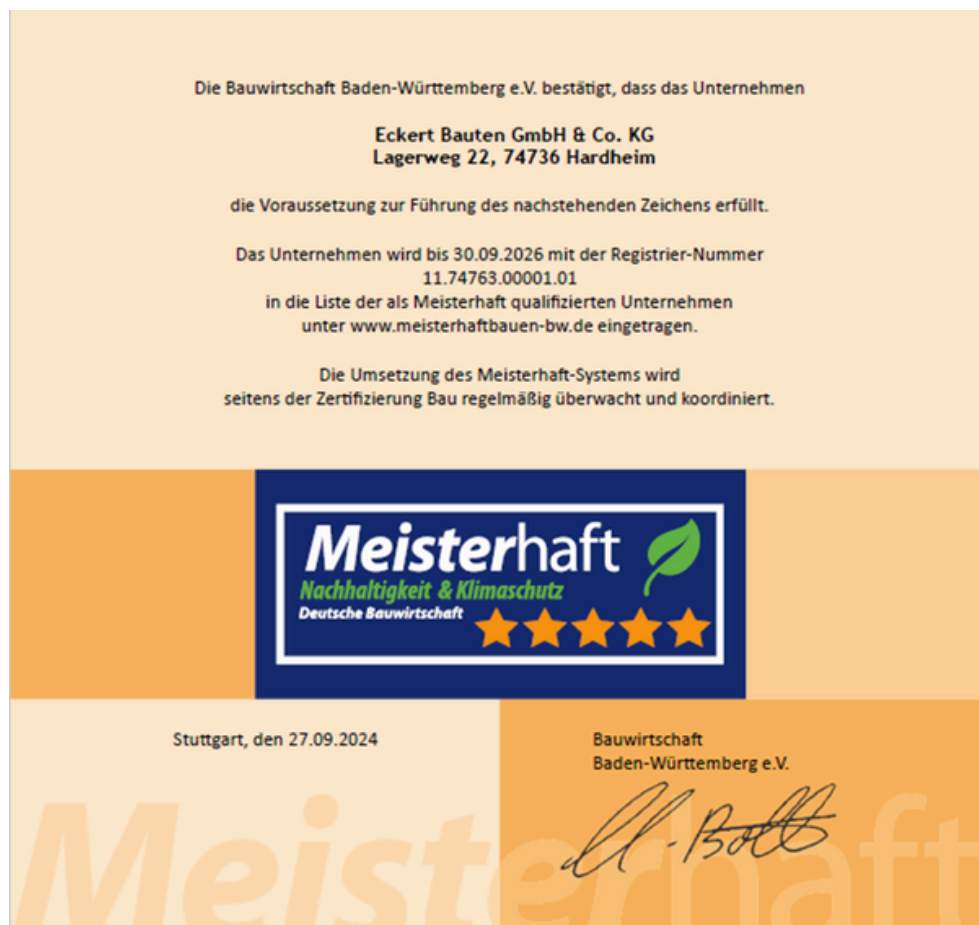 Die Bauwirtschaft Baden-Württemberg e.V. bestätigt, dass das Unternehmen
Eckert Bauten GmbH & Co. KG
Lagerweg 22, 74736 Hardheim
die Voraussetzung zur Führung des nachstehenden Zeichens erfüllt.
Das Unternehmen wird bis 30.09.2026 mit der Registrier-Nummer
11.74763.00001.01
in die Liste der als Meisterhaft qualifizierten Unternehmen
unter www.meisterhaftbauen-bw.de eingetragen.
Die Umsetzung des Meisterhaft-Systems wird
seitens der Zertifizierung Bau regelmäßig überwacht und koordiniert.
Meisterhaft
Nachhaltigkeit & Klimaschutz
Deutsche Bauwirtschaft
Stuttgart, den 27.09.2024
Bauwirtschaft
Baden-Württemberg e.V.
Meisterhaft